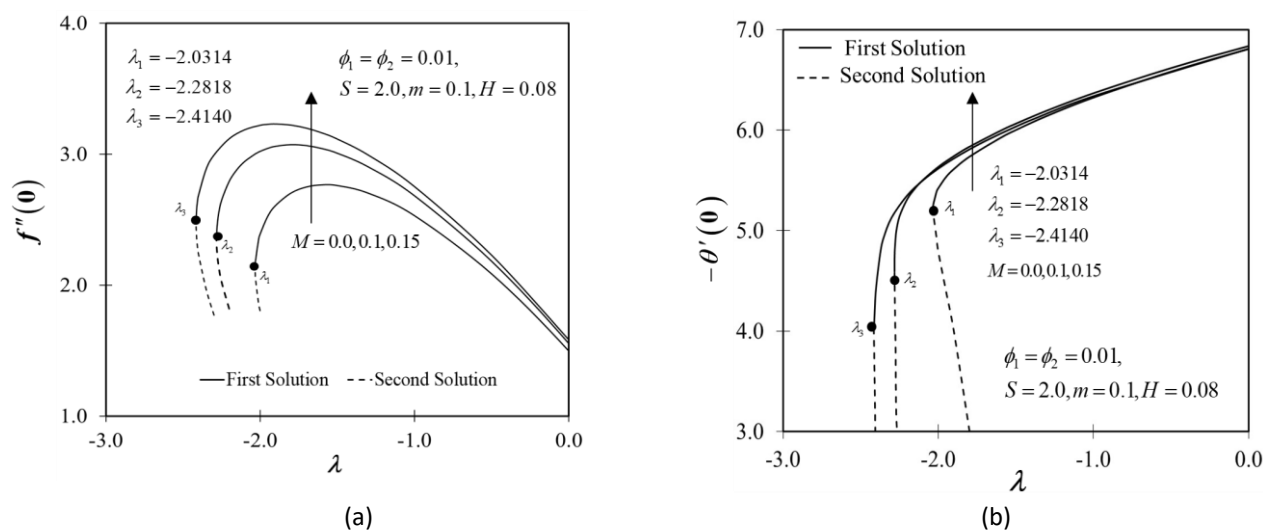 4.0
3.0
2.0
1.0
f''(0)
λ₁ = −2.0314
λ₂ = −2.2818
λ₃ = −2.4140
ϕ₁ = ϕ₂ = 0.01,
S = 2.0, m = 0.1, H = 0.08
λ₃
λ₂
λ₁
M = 0.0, 0.1, 0.15
First Solution
Second Solution
-3.0 -2.0 -1.0 0.0
λ
(a)
8.0
7.0
6.0
5.0
4.0
3.0
−θ'(0)
First Solution
Second Solution
λ₁ = −2.0314
λ₂ = −2.2818
λ₃ = −2.4140
M = 0.0, 0.1, 0.15
λ₁
λ₂
λ₃
ϕ₁ = ϕ₂ = 0.01,
S = 2.0, m = 0.1, H = 0.08
-3.0 -2.0 -1.0 0.0
λ
(b)